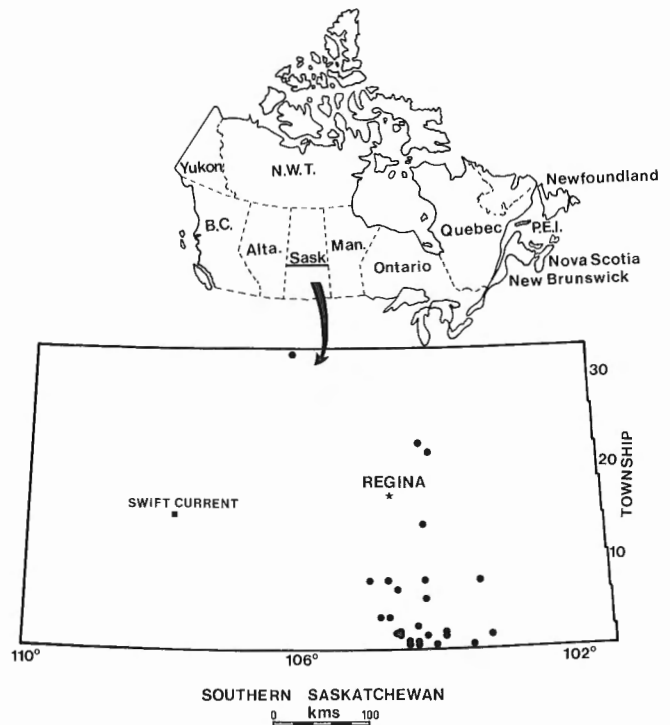 Yukon
N.W.T.
Newfoundland
B.C.
Alta.
Sask
Man.
Ontario
Quebec
P.E.I.
Nova Scotia
New Brunswick
30
20
10
TOWNSHIP
REGINA
SWIFT CURRENT
110° 106° 102°
SOUTHERN SASKATCHEWAN
0 kms 100